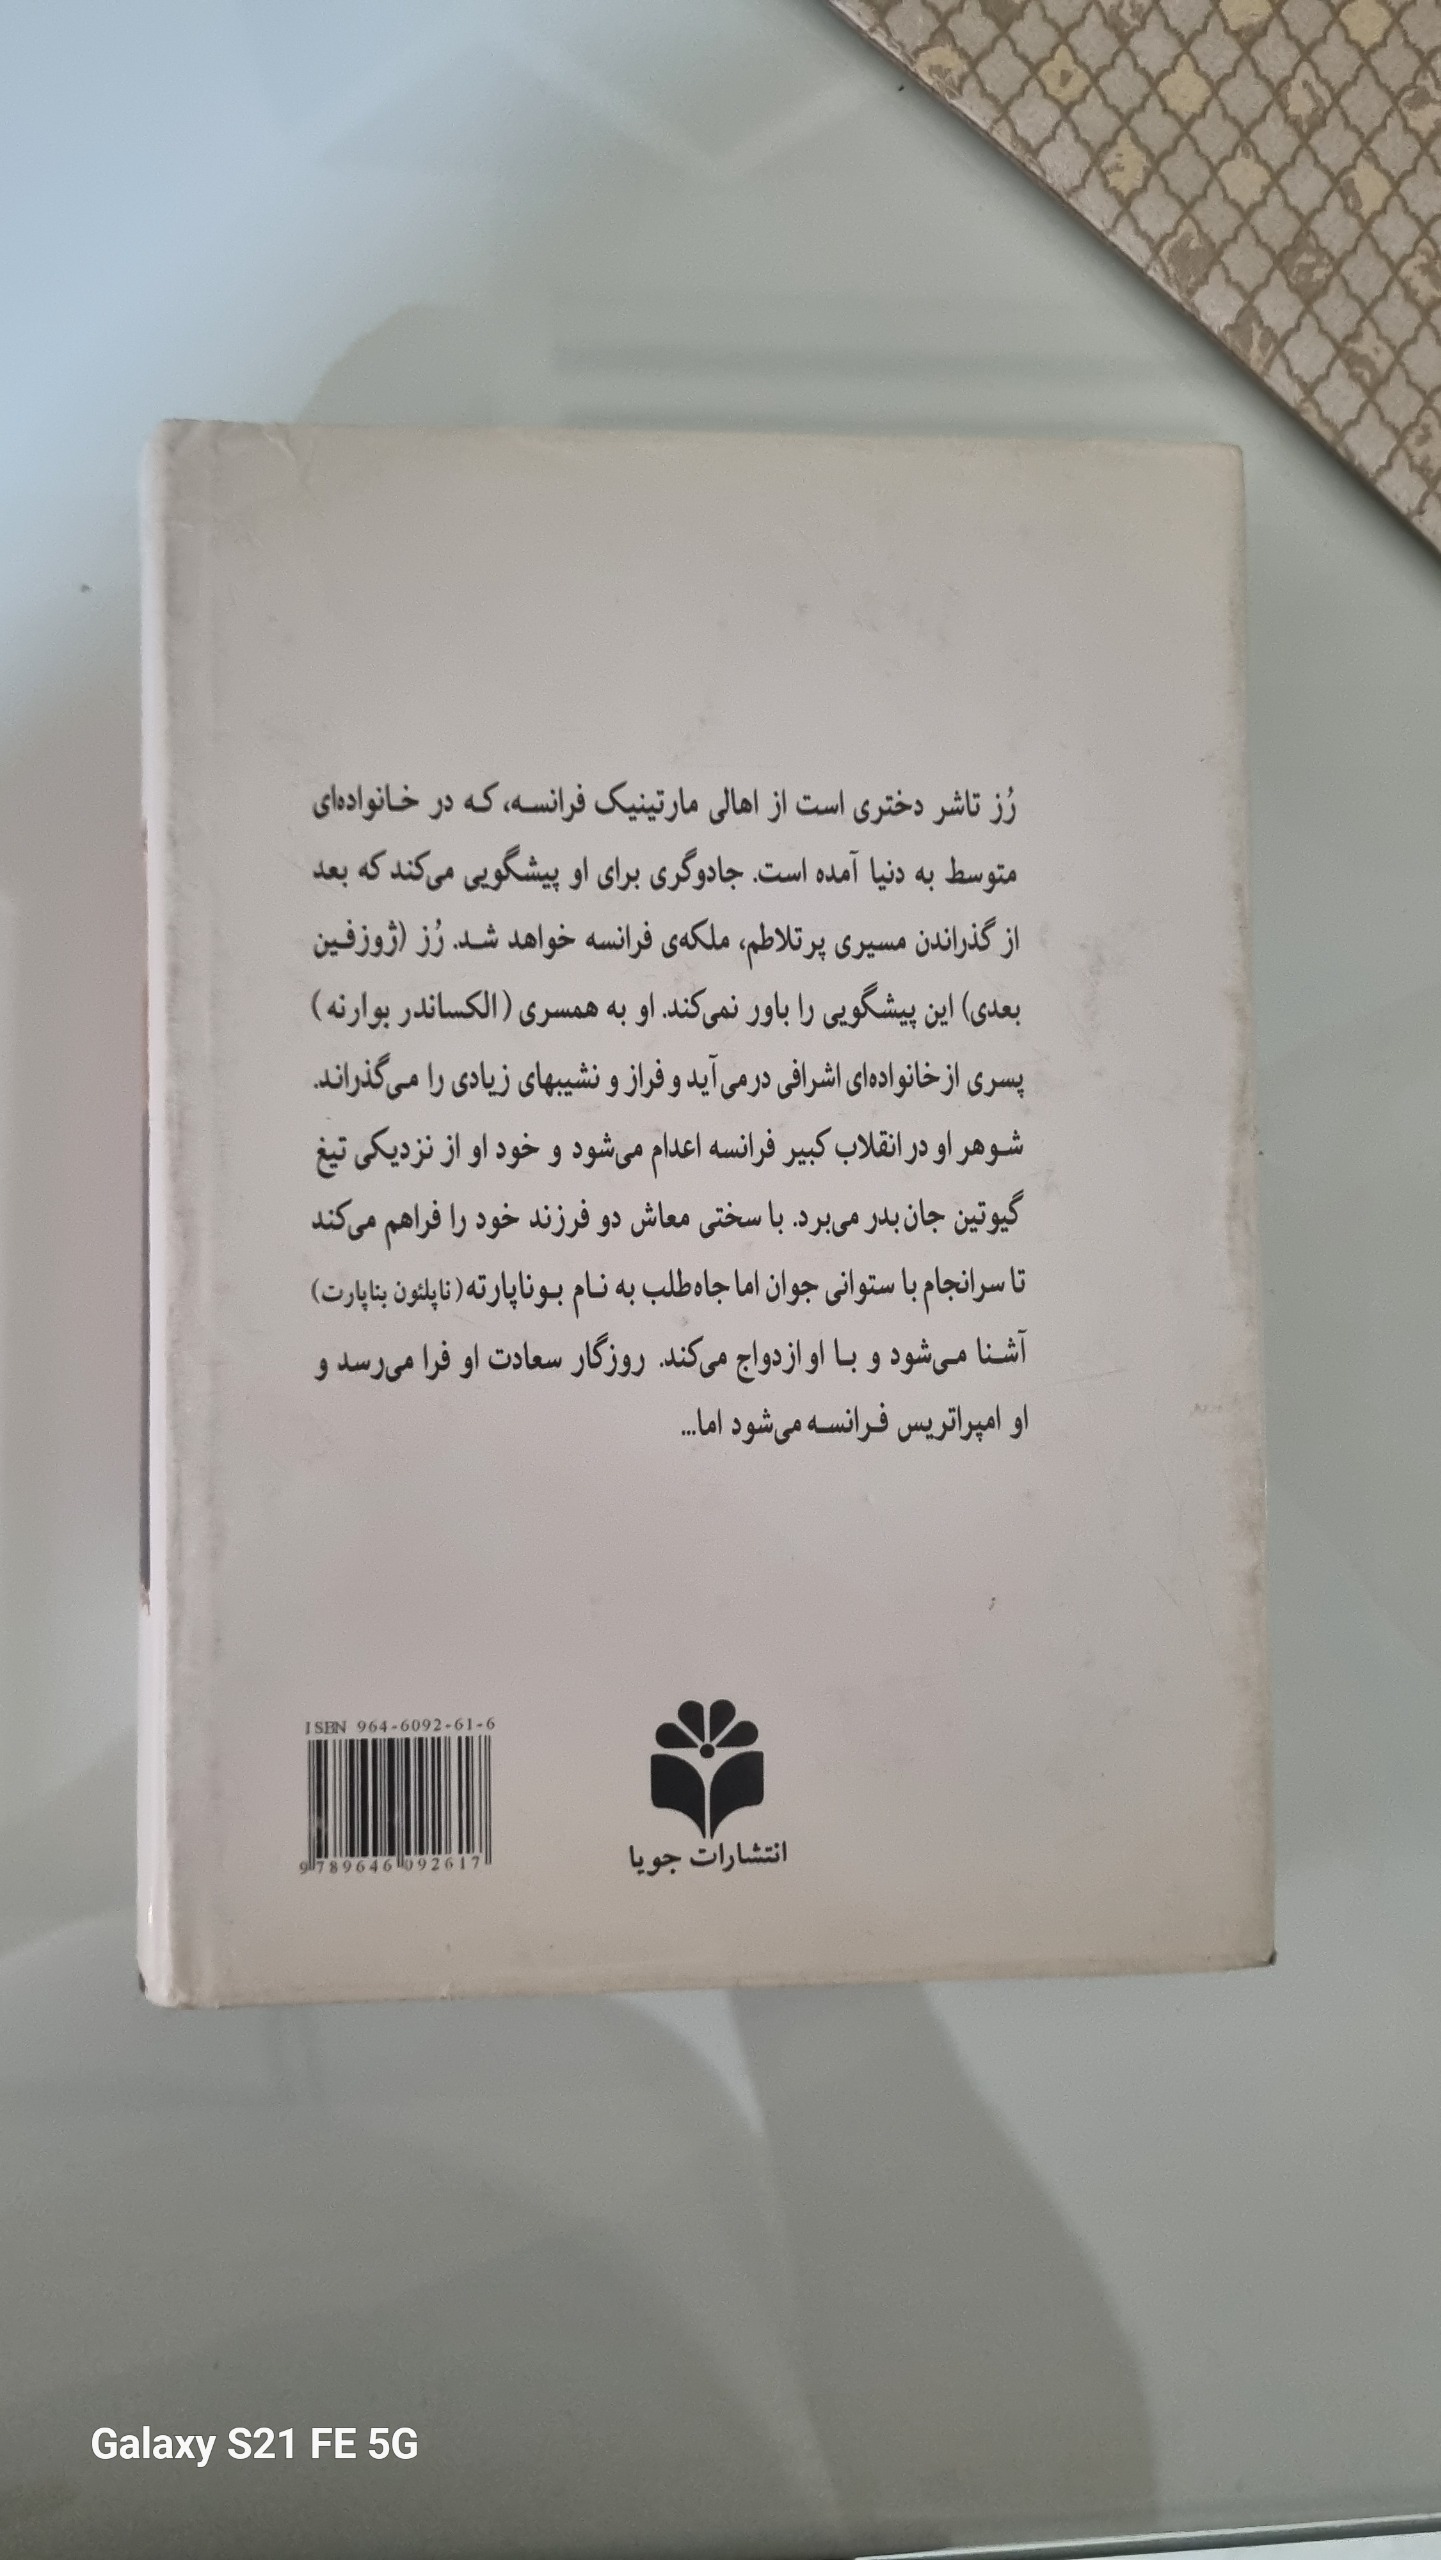 رُز تاشر دختری است از اهالی مارتینیک فرانسه، که در خانواده‌ای
متوسط به دنیا آمده است. جادوگری برای او پیشگویی می‌کند که بعد
از گذراندن مسیری پرتلاطم، ملکه‌ی فرانسه خواهد شد. رُز (ژوزفین
بعدی) این پیشگویی را باور نمی‌کند. او به همسری (الکساندر بوارنه)
پسری از خانواده‌ای اشرافی درمی‌آید و فراز و نشیبهای زیادی را می‌گذراند.
شوهر او در انقلاب کبیر فرانسه اعدام می‌شود و خود او از نزدیکی تیغ
گیوتین جان بدر می‌برد. با سختی معاش دو فرزند خود را فراهم می‌کند
تا سرانجام با ستوانی جوان اما جاه‌طلب به نام بوناپارته (ناپلئون بناپارت)
آشنا می‌شود و با او ازدواج می‌کند. روزگار سعادت او فرا می‌رسد و
او امپراتریس فرانسه می‌شود اما...
ISBN 964-6092-61-6
9 789646 092617
انتشارات جویا
Galaxy S21 FE 5G